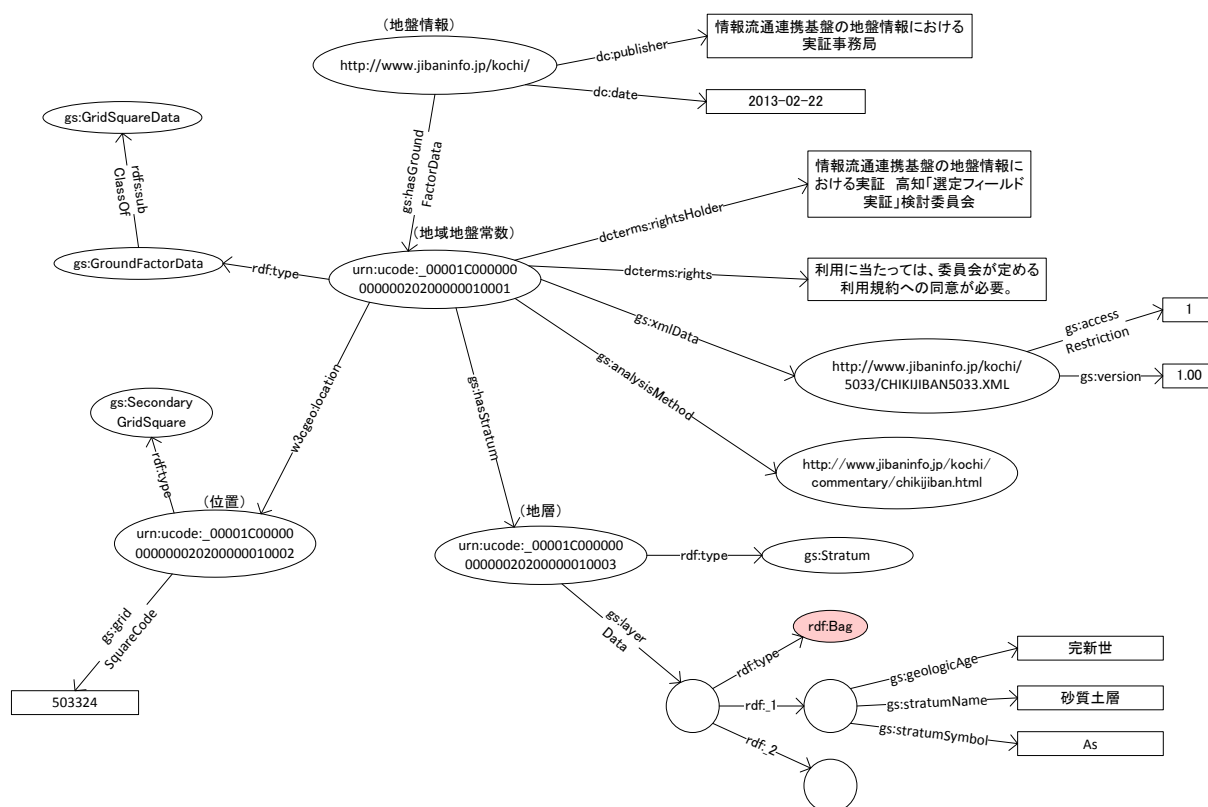 （地盤情報）
http://www.jibaninfo.jp/kochi/
dc:publisher
情報流通連携基盤の地盤情報における
実証事務局
dc:date
2013-02-22
gs:GridSquareData
rdfs:sub
ClassOf
gs:hasGround
FactorData
情報流通連携基盤の地盤情報に
おける実証　高知「選定フィールド
実証」検討委員会
dcterms:rightsHolder
（地域地盤常数）
gs:GroundFactorData
rdf:type
urn:ucode:_00001C000000
00000020200000010001
dcterms:rights
利用に当たっては、委員会が定める
利用規約への同意が必要。
gs:xmlData
gs:access
Restriction
1
http://www.jibaninfo.jp/kochi/
5033/CHIKIJIBAN5033.XML
gs:version
1.00
gs:analysisMethod
gs:hasStratum
w3cgeo:location
gs:Secondary
GridSquare
rdf:type
http://www.jibaninfo.jp/kochi/
commentary/chikijiban.html
（位置）
urn:ucode:_00001C00000
000000020200000010002
（地層）
urn:ucode:_00001C000000
00000020200000010003
rdf:type
gs:Stratum
gs:grid
SquareCode
503324
gs:layer
Data
rdf:type
rdf:Bag
rdf:_1
rdf:_2
gs:geologicAge
完新世
gs:stratumName
砂質土層
gs:stratumSymbol
As